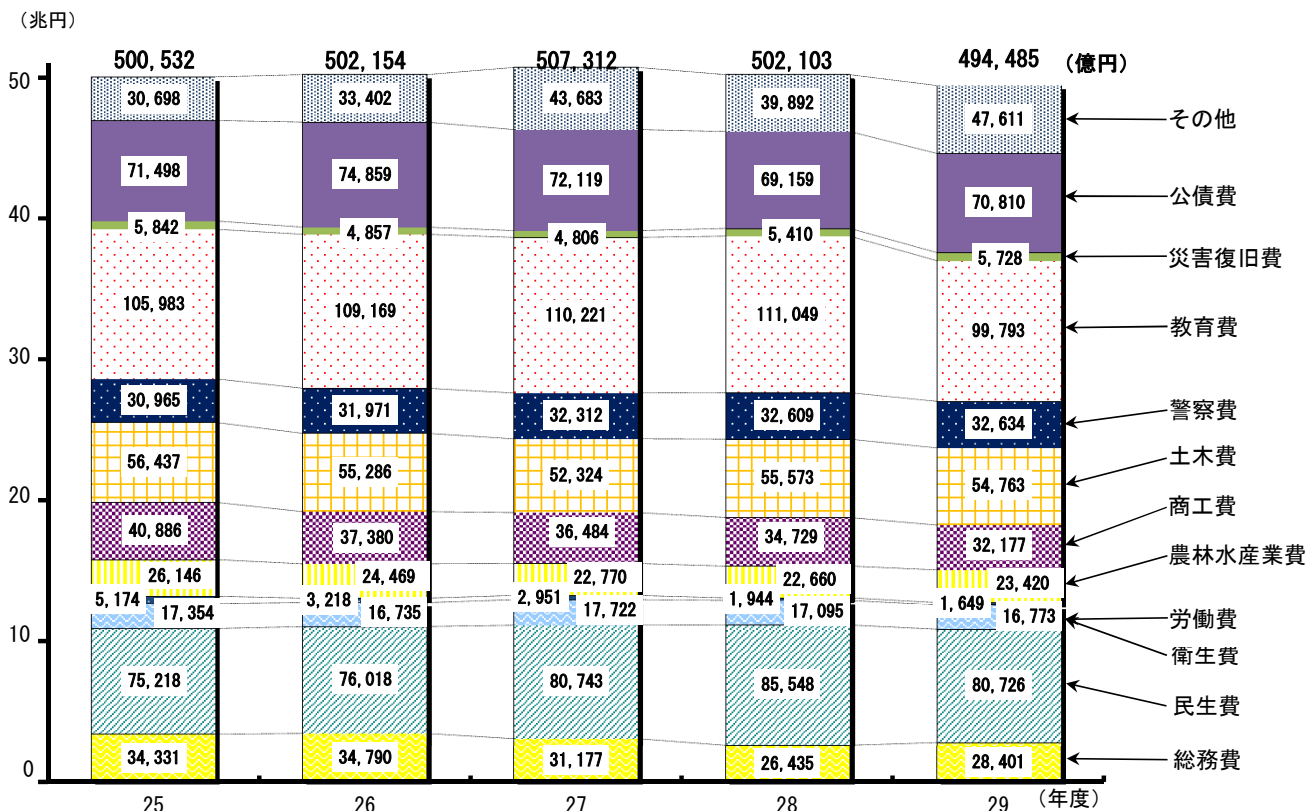 （兆円）
500,532 502,154 507,312 502,103 494,485 （億円）
50
30,698 33,402 43,683 39,892 47,611 その他
71,498 74,859 72,119 69,159 70,810 公債費
40
5,842 4,857 4,806 5,410 5,728 災害復旧費
105,983 109,169 110,221 111,049 99,793 教育費
30
30,965 31,971 32,312 32,609 32,634 警察費
56,437 55,286 52,324 55,573 54,763 土木費
20
40,886 37,380 36,484 34,729 32,177 商工費
26,146 24,469 22,770 22,660 23,420 農林水産業費
5,174 3,218 2,951 1,944 1,649 労働費
17,354 16,735 17,722 17,095 16,773 衛生費
10
75,218 76,018 80,743 85,548 80,726 民生費
34,331 34,790 31,177 26,435 28,401 総務費
0
25 26 27 28 29 （年度）